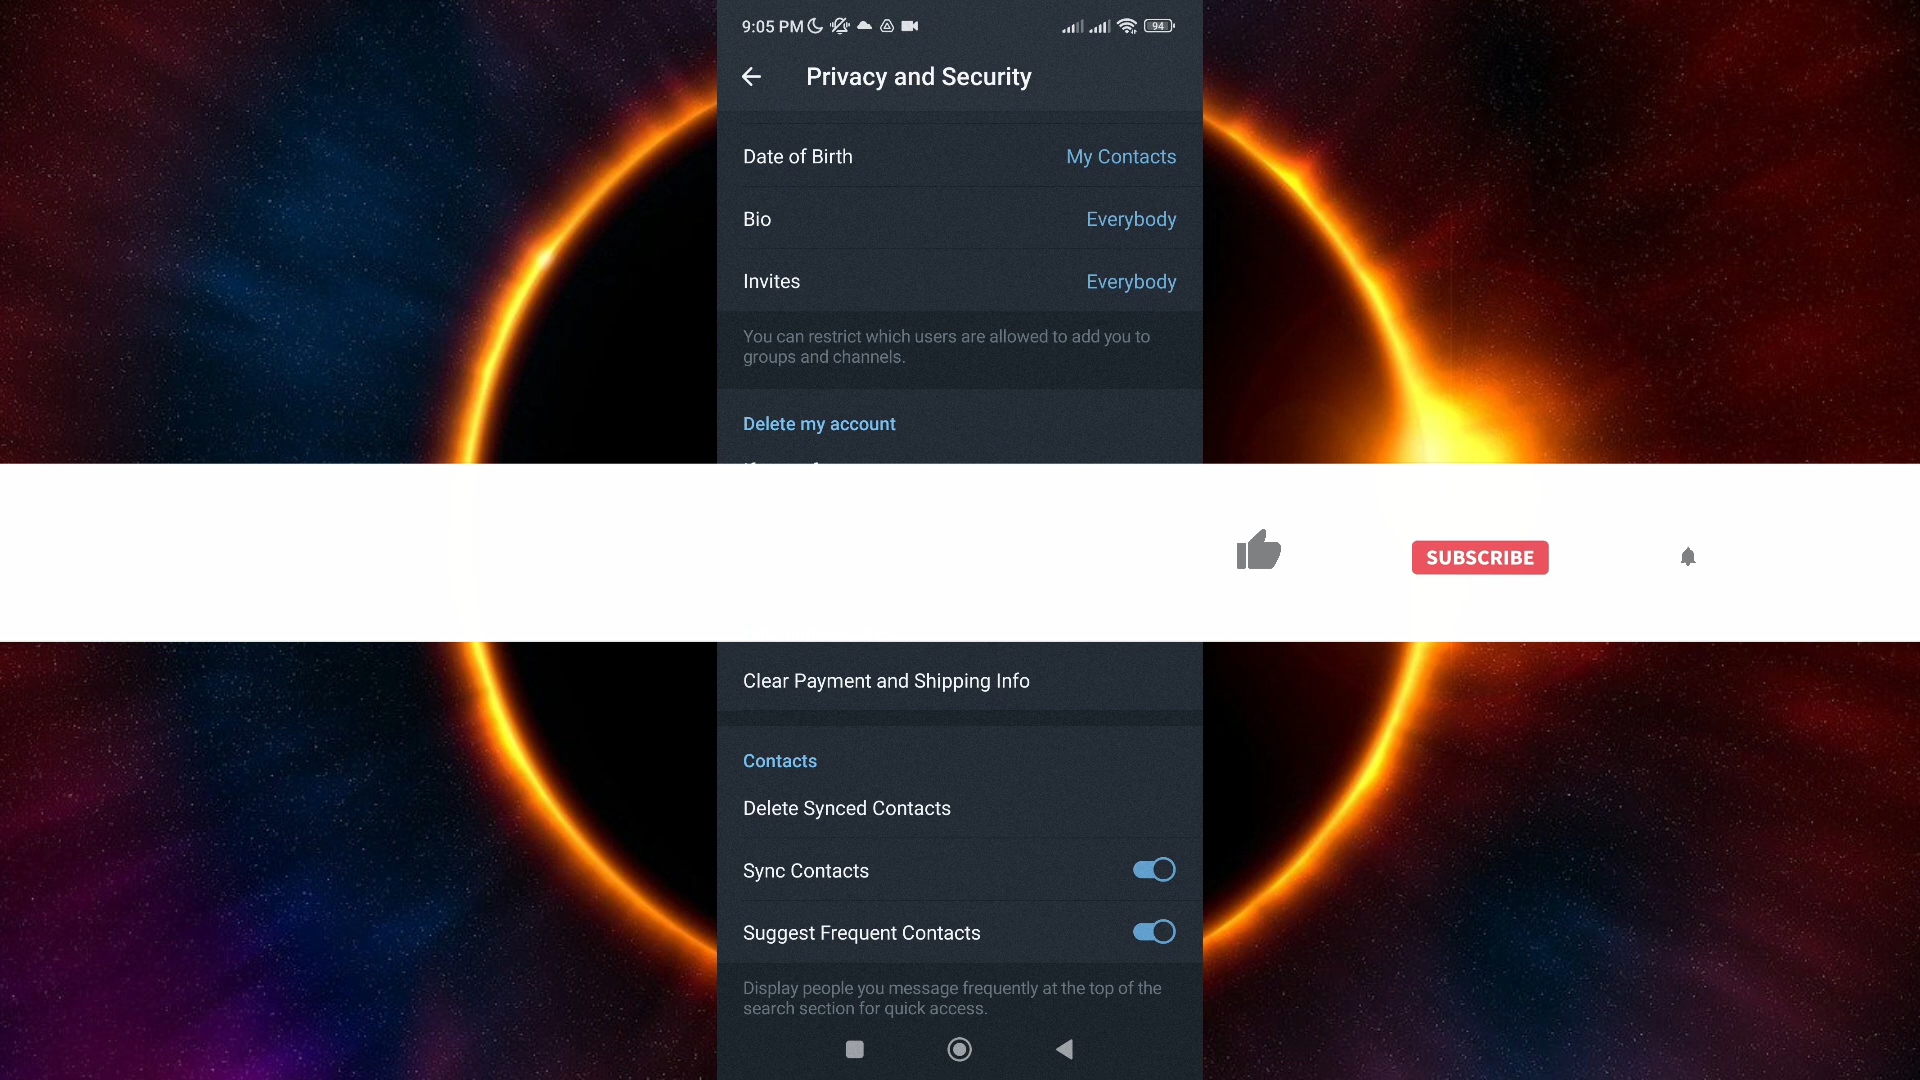 9:05 PM
94
Privacy and Security
Date of Birth
My Contacts
Bio
Everybody
Invites
Everybody
You can restrict which users are allowed to add you to
groups and channels.
Delete my account
SUBSCRIBE
Clear Payment and Shipping Info
Contacts
Delete Synced Contacts
Sync Contacts
Suggest Frequent Contacts
Display people you message frequently at the top of the
search section for quick access.